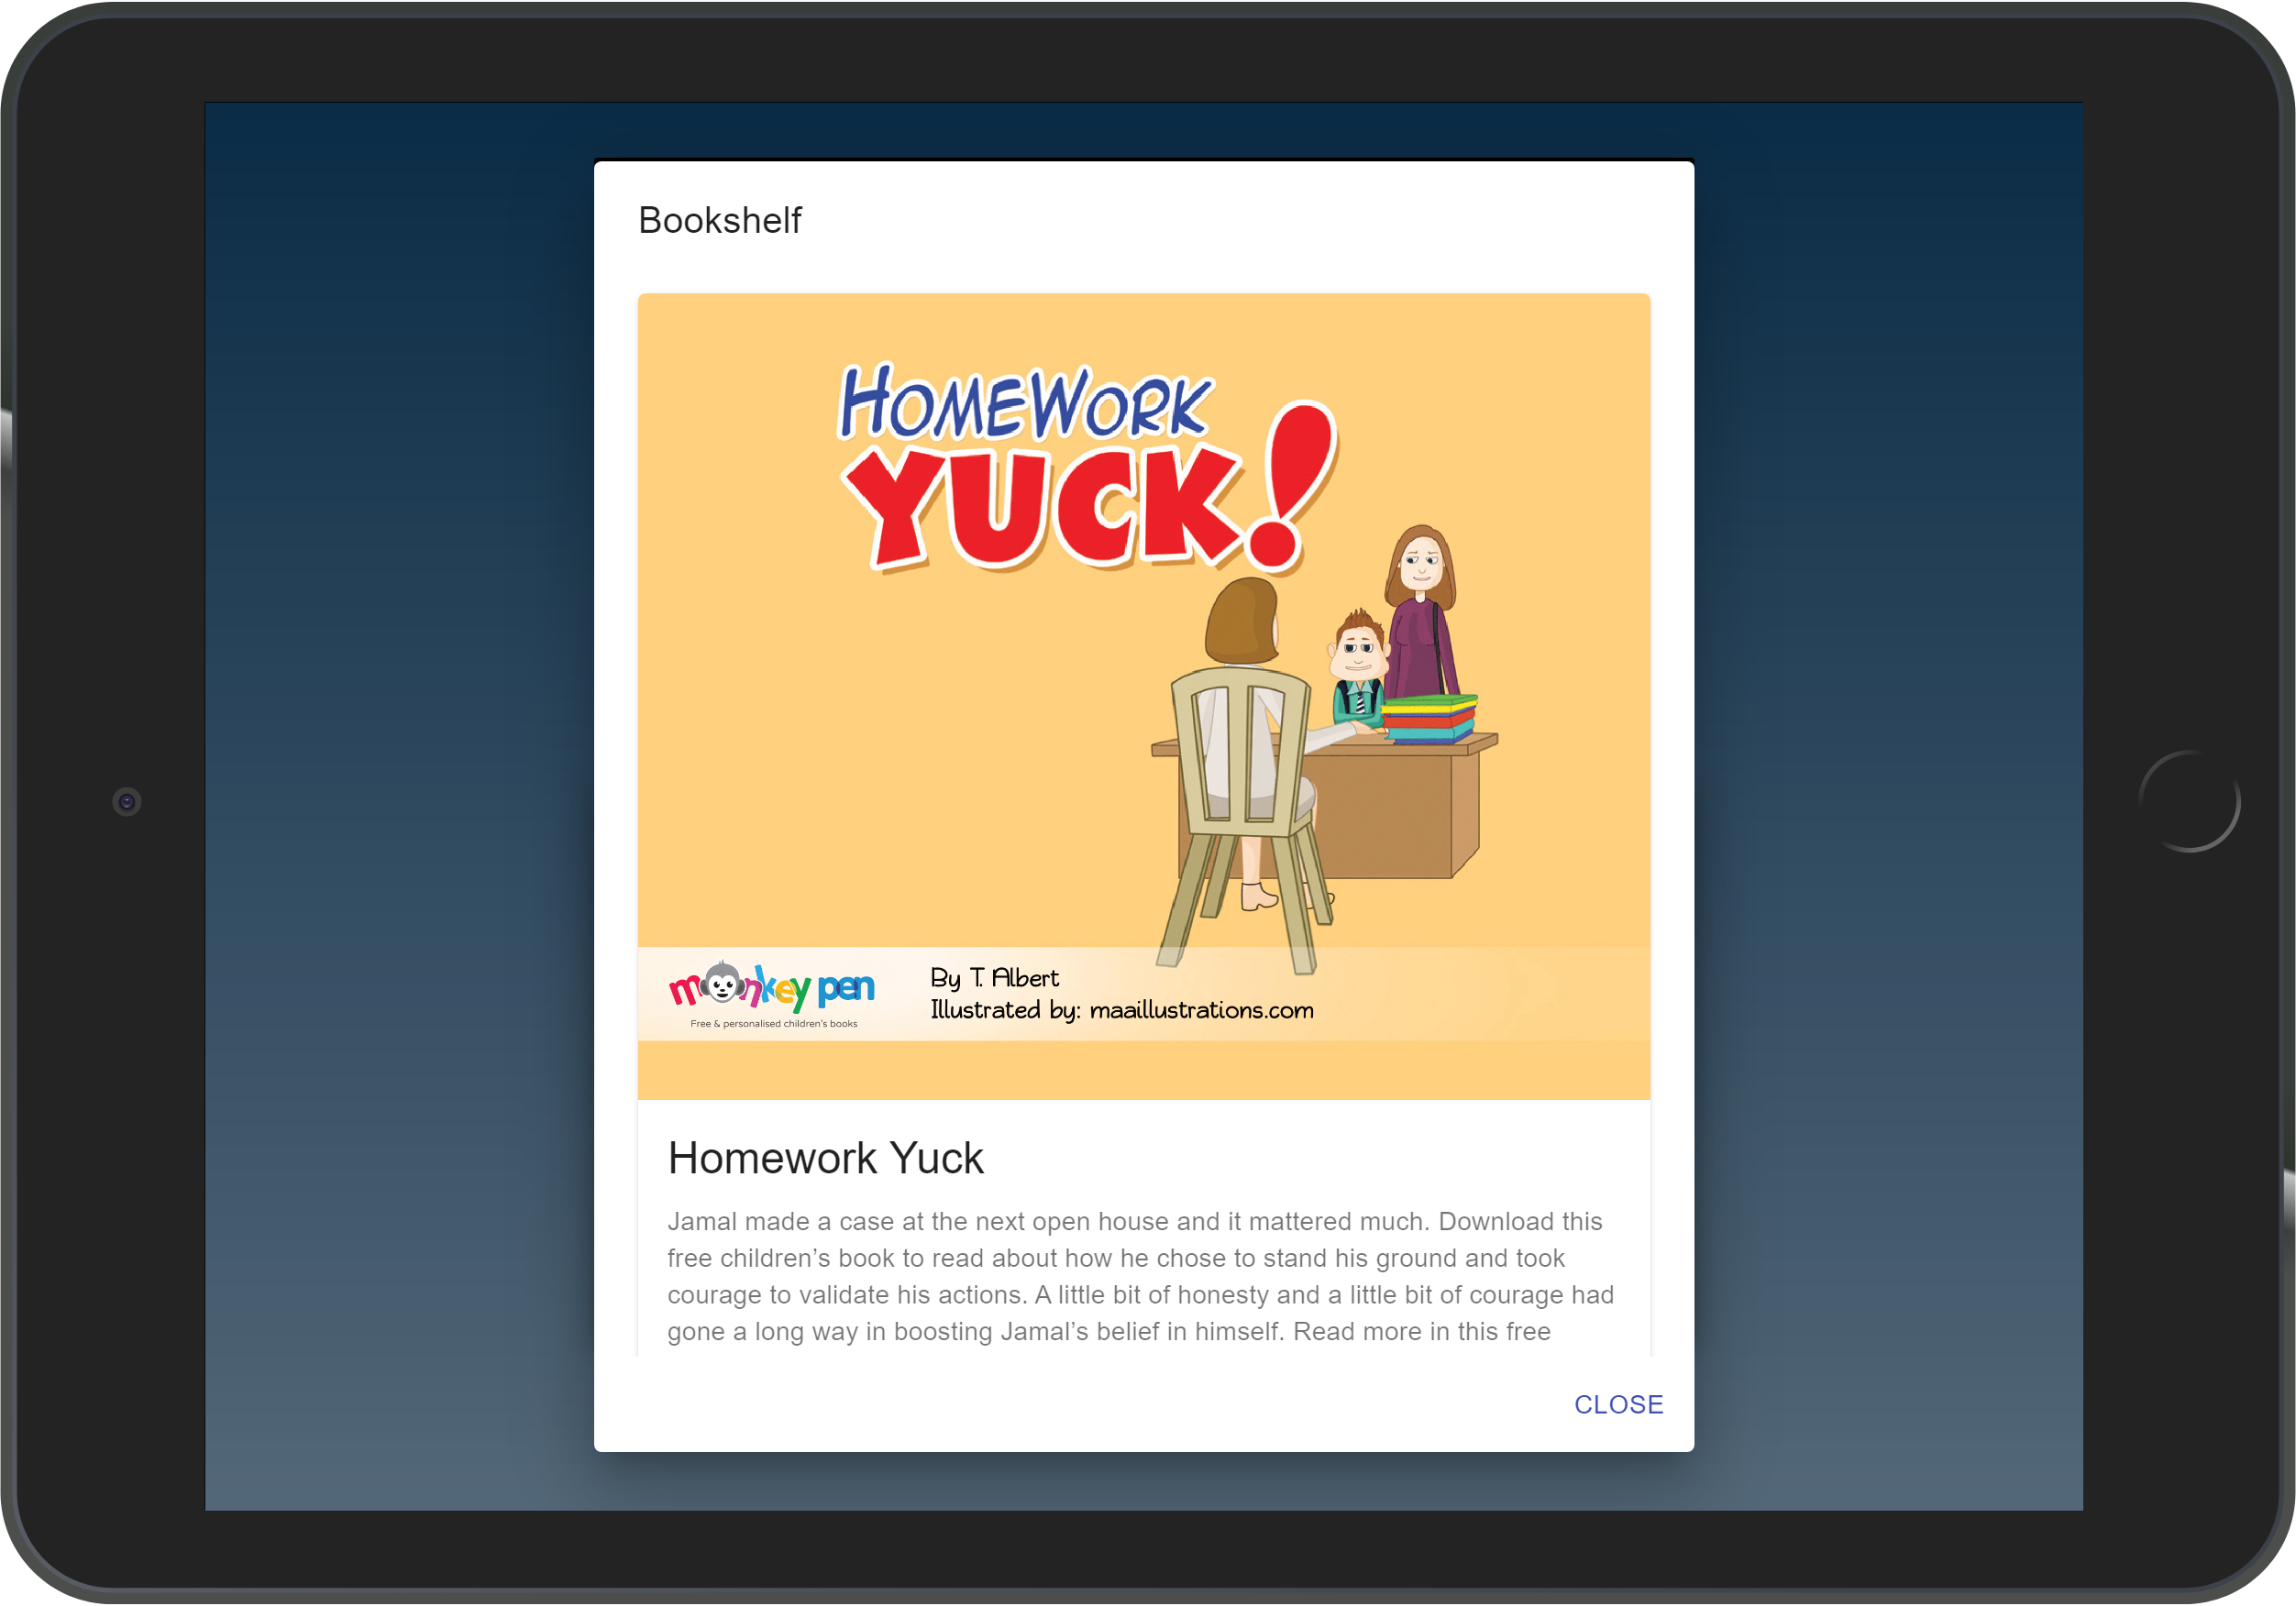 Bookshelf
HOMEWORK
YUCK!
monkey pen
Free & personalised children's books
By T. Albert
Illustrated by: maaillustrations.com
Homework Yuck
Jamal made a case at the next open house and it mattered much. Download this
free children’s book to read about how he chose to stand his ground and took
courage to validate his actions. A little bit of honesty and a little bit of courage had
gone a long way in boosting Jamal’s belief in himself. Read more in this free
CLOSE